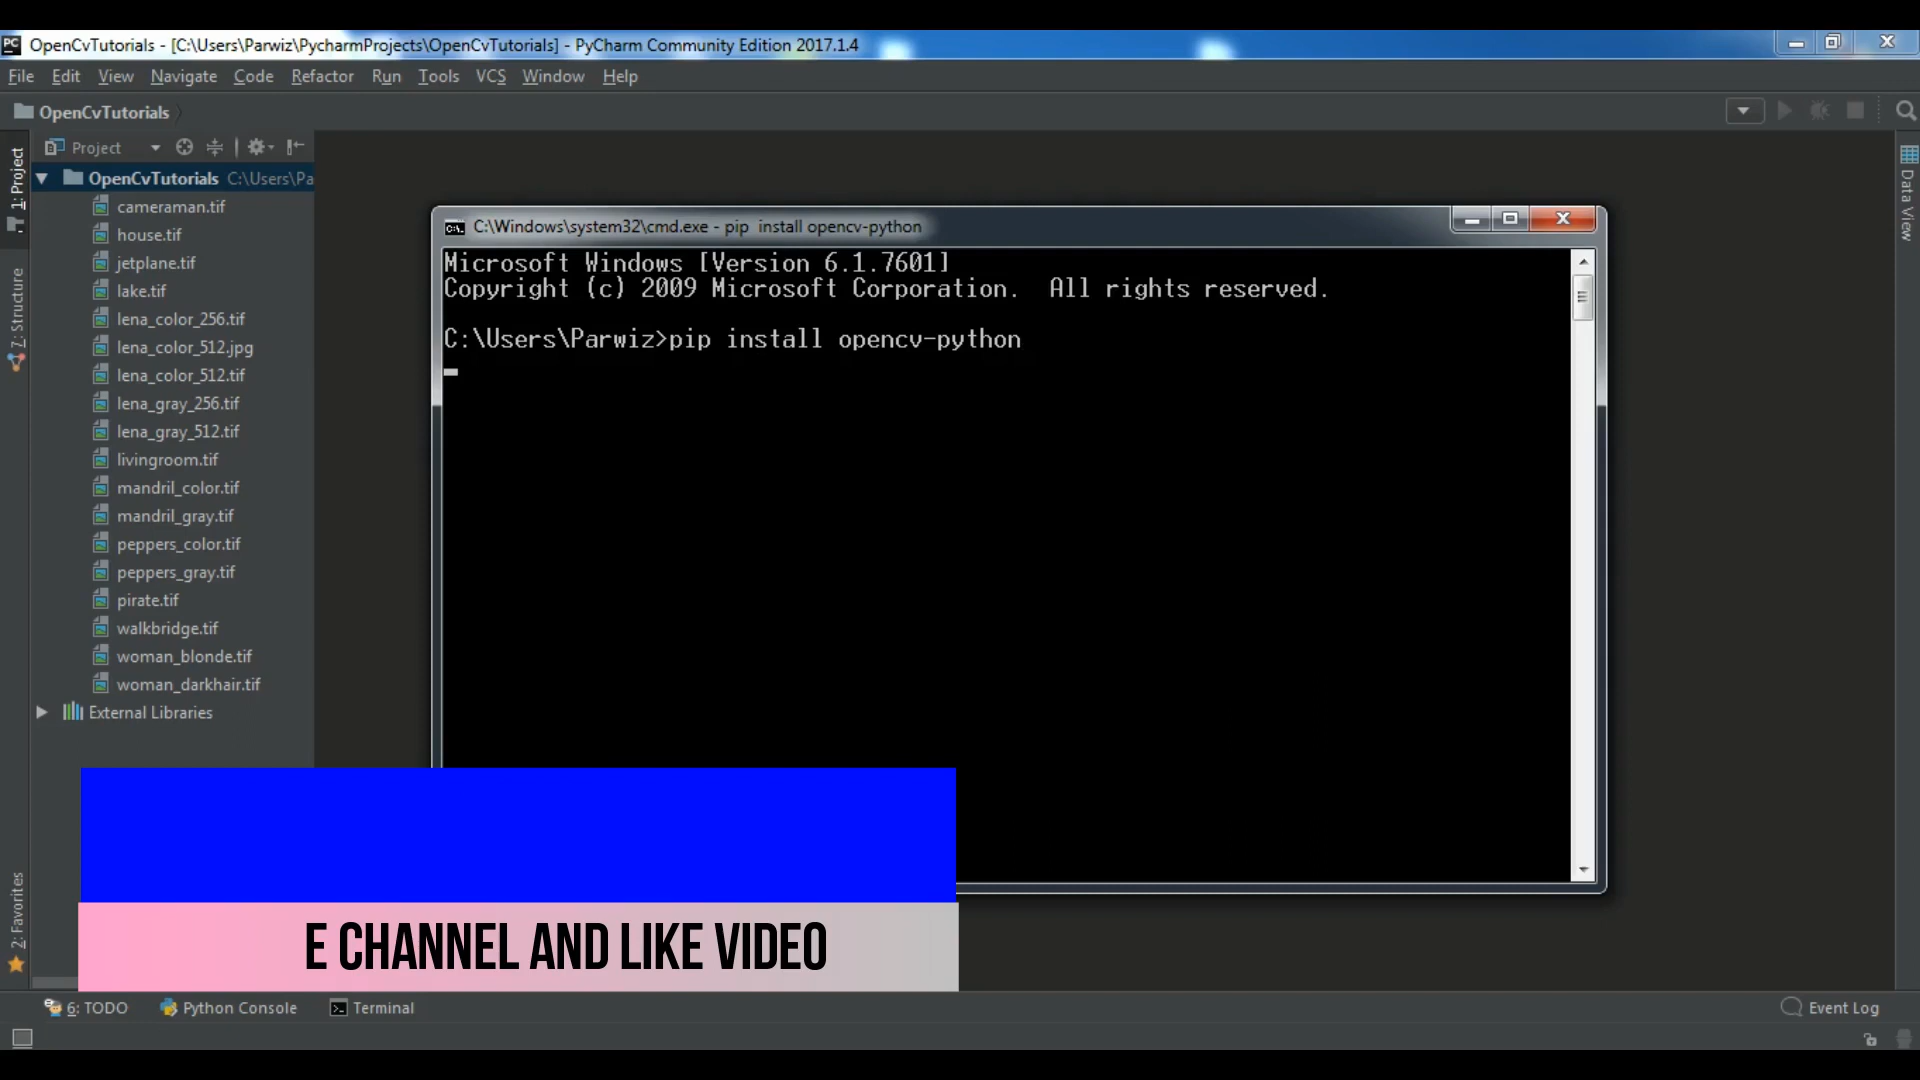 OpenCvTutorials - [C:\Users\Parwiz\PycharmProjects\OpenCvTutorials] - PyCharm Community Edition 2017.1.4
File Edit View Navigate Code Refactor Run Tools VCS Window Help
OpenCvTutorials
Project
1: Project
7: Structure
2: Favorites
OpenCvTutorials C:\Users\Pa
cameraman.tif
house.tif
jetplane.tif
lake.tif
lena_color_256.tif
lena_color_512.jpg
lena_color_512.tif
lena_gray_256.tif
lena_gray_512.tif
livingroom.tif
mandril_color.tif
mandril_gray.tif
peppers_color.tif
peppers_gray.tif
pirate.tif
walkbridge.tif
woman_blonde.tif
woman_darkhair.tif
External Libraries
C:\Windows\system32\cmd.exe - pip  install opencv-python
Microsoft Windows [Version 6.1.7601]
Copyright (c) 2009 Microsoft Corporation.  All rights reserved.
C:\Users\Parwiz>pip install opencv-python
Data View
E CHANNEL AND LIKE VIDEO
6: TODO Python Console Terminal Event Log